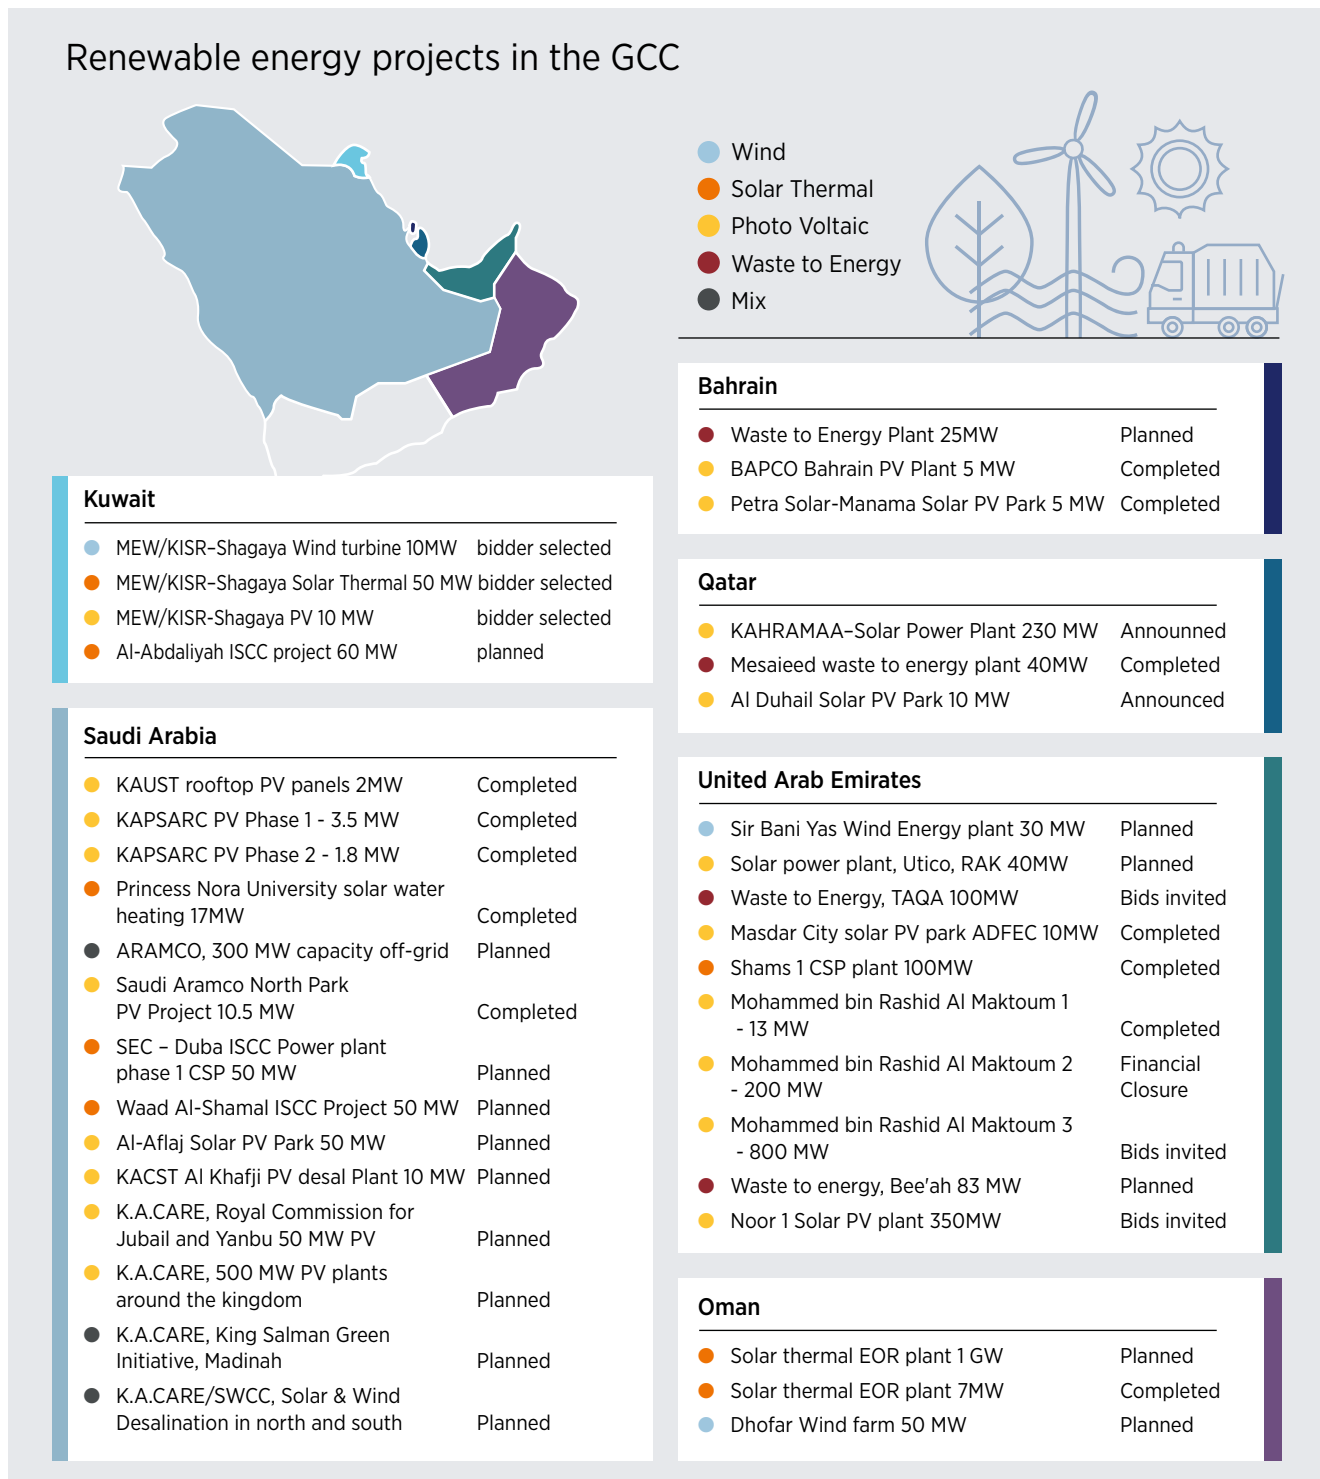 Renewable energy projects in the GCC
Wind
Solar Thermal
Photo Voltaic
Waste to Energy
Mix
Kuwait
MEW/KISR–Shagaya Wind turbine 10MW bidder selected
MEW/KISR–Shagaya Solar Thermal 50 MW bidder selected
MEW/KISR-Shagaya PV 10 MW bidder selected
Al-Abdaliyah ISCC project 60 MW planned
Saudi Arabia
KAUST rooftop PV panels 2MW Completed
KAPSARC PV Phase 1 - 3.5 MW Completed
KAPSARC PV Phase 2 - 1.8 MW Completed
Princess Nora University solar water
heating 17MW Completed
ARAMCO, 300 MW capacity off-grid Planned
Saudi Aramco North Park
PV Project 10.5 MW Completed
SEC – Duba ISCC Power plant
phase 1 CSP 50 MW Planned
Waad Al-Shamal ISCC Project 50 MW Planned
Al-Aflaj Solar PV Park 50 MW Planned
KACST Al Khafji PV desal Plant 10 MW Planned
K.A.CARE, Royal Commission for
Jubail and Yanbu 50 MW PV Planned
K.A.CARE, 500 MW PV plants
around the kingdom Planned
K.A.CARE, King Salman Green
Initiative, Madinah Planned
K.A.CARE/SWCC, Solar & Wind
Desalination in north and south Planned
Bahrain
Waste to Energy Plant 25MW Planned
BAPCO Bahrain PV Plant 5 MW Completed
Petra Solar-Manama Solar PV Park 5 MW Completed
Qatar
KAHRAMAA–Solar Power Plant 230 MW Announned
Mesaieed waste to energy plant 40MW Completed
Al Duhail Solar PV Park 10 MW Announced
United Arab Emirates
Sir Bani Yas Wind Energy plant 30 MW Planned
Solar power plant, Utico, RAK 40MW Planned
Waste to Energy, TAQA 100MW Bids invited
Masdar City solar PV park ADFEC 10MW Completed
Shams 1 CSP plant 100MW Completed
Mohammed bin Rashid Al Maktoum 1
- 13 MW Completed
Mohammed bin Rashid Al Maktoum 2 Financial
- 200 MW Closure
Mohammed bin Rashid Al Maktoum 3
- 800 MW Bids invited
Waste to energy, Bee'ah 83 MW Planned
Noor 1 Solar PV plant 350MW Bids invited
Oman
Solar thermal EOR plant 1 GW Planned
Solar thermal EOR plant 7MW Completed
Dhofar Wind farm 50 MW Planned